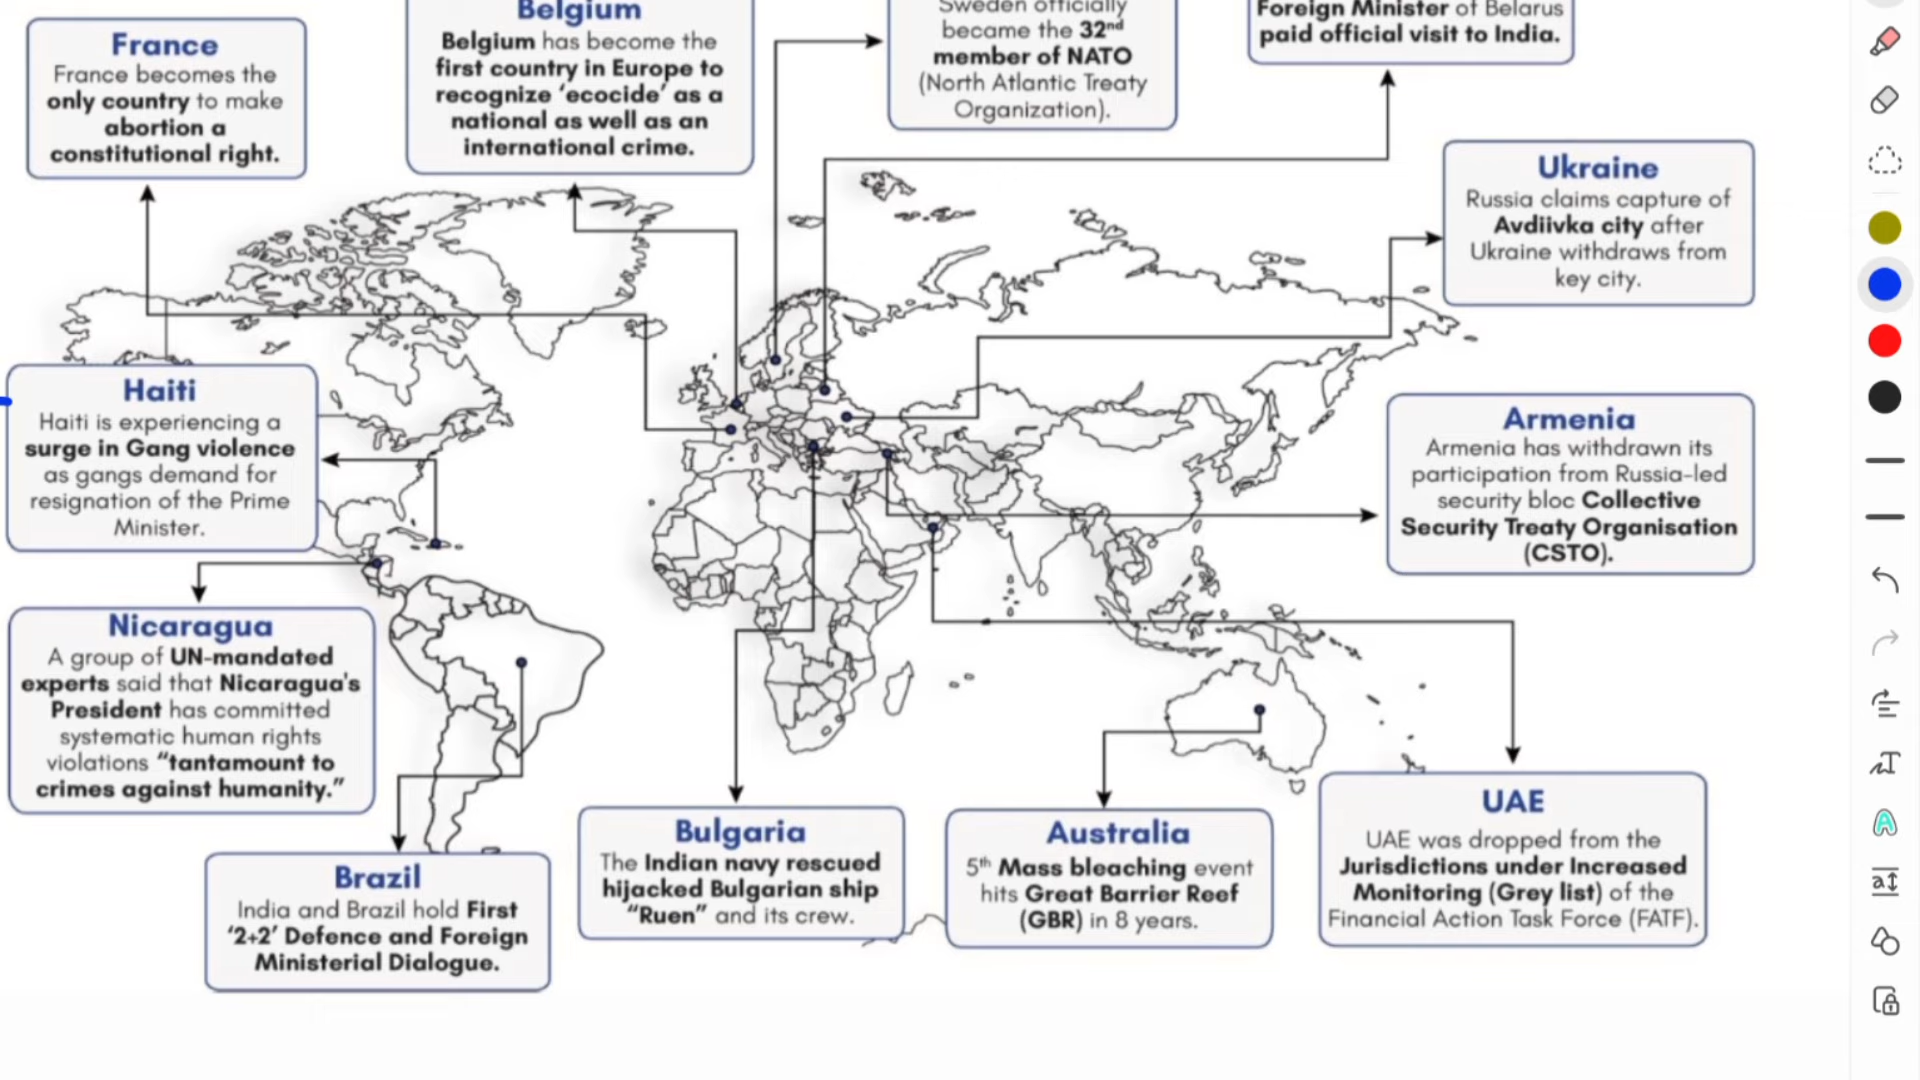 France
France becomes the
only country to make
abortion a
constitutional right.
Belgium
Belgium has become the
first country in Europe to
recognize ‘ecocide’ as a
national as well as an
international crime.
Sweden officially
became the 32nd
member of NATO
(North Atlantic Treaty
Organization).
Foreign Minister of Belarus
paid official visit to India.
Ukraine
Russia claims capture of
Avdiivka city after
Ukraine withdraws from
key city.
Haiti
Haiti is experiencing a
surge in Gang violence
as gangs demand for
resignation of the Prime
Minister.
Armenia
Armenia has withdrawn its
participation from Russia-led
security bloc Collective
Security Treaty Organisation
(CSTO).
Nicaragua
A group of UN-mandated
experts said that Nicaragua's
President has committed
systematic human rights
violations “tantamount to
crimes against humanity.”
Brazil
India and Brazil hold First
‘2+2’ Defence and Foreign
Ministerial Dialogue.
Bulgaria
The Indian navy rescued
hijacked Bulgarian ship
“Ruen” and its crew.
Australia
5th Mass bleaching event
hits Great Barrier Reef
(GBR) in 8 years.
UAE
UAE was dropped from the
Jurisdictions under Increased
Monitoring (Grey list) of the
Financial Action Task Force (FATF).